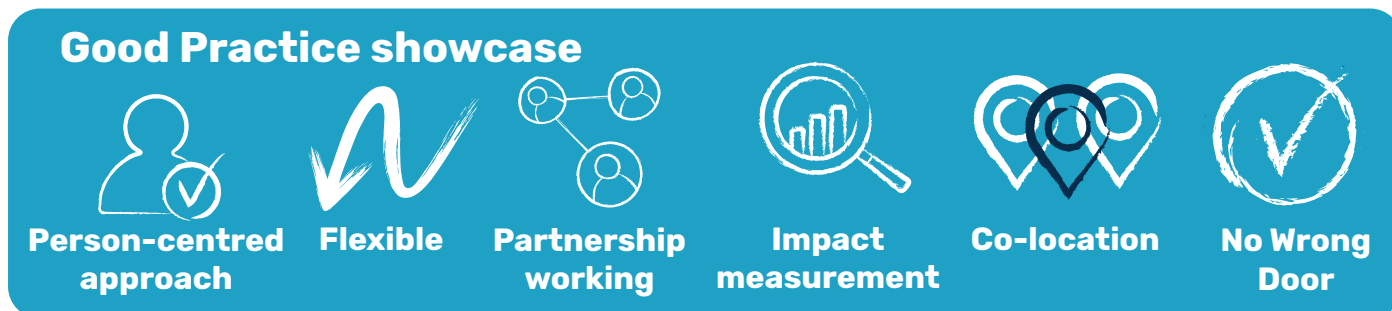 Good Practice showcase
Person-centred
approach
Flexible
Partnership
working
Impact
measurement
Co-location
No Wrong
Door